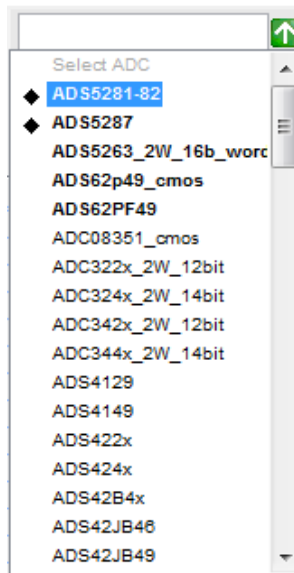 Select ADC
ADS5281-82
ADS5287
ADS5263_2W_16b_word
ADS62p49_cmos
ADS62PF49
ADC08351_cmos
ADC322x_2W_12bit
ADC324x_2W_14bit
ADC342x_2W_12bit
ADC344x_2W_14bit
ADS4129
ADS4149
ADS422x
ADS424x
ADS42B4x
ADS42JB46
ADS42JB49